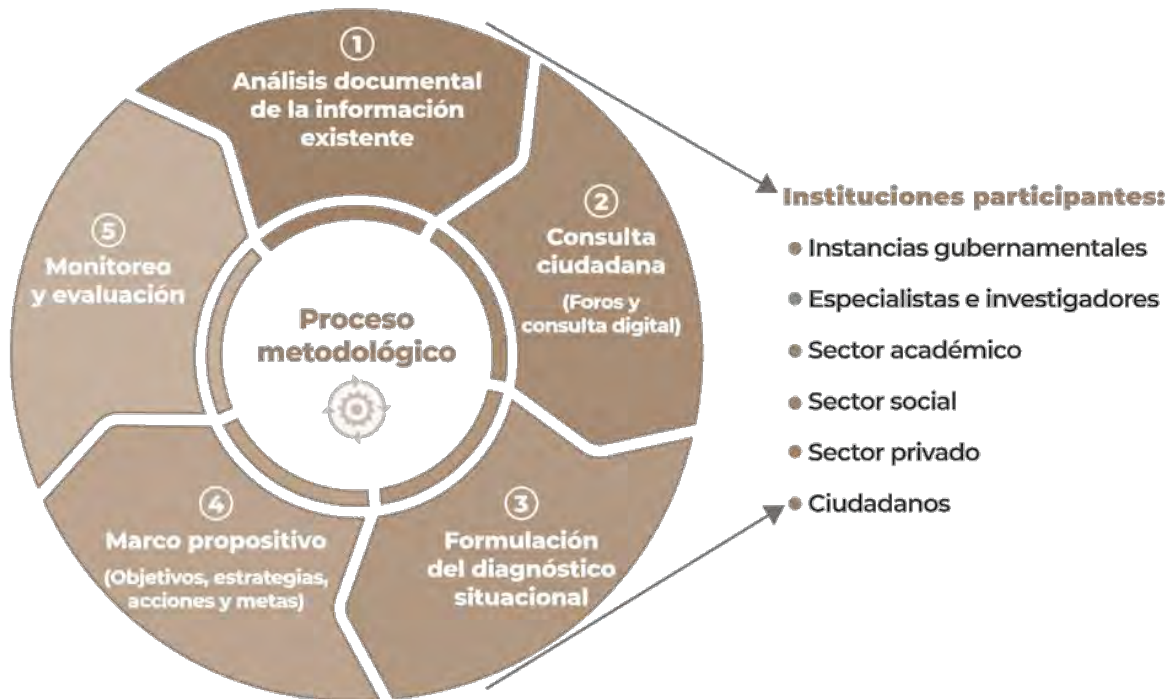 1
Análisis documental
de la información
existente
2
Consulta
ciudadana
(Foros y
consulta digital)
3
Formulación
del diagnóstico
situacional
4
Marco propositivo
(Objetivos, estrategias,
acciones y metas)
5
Monitoreo
y evaluación
Proceso
metodológico
Instituciones participantes:
Instancias gubernamentales
Especialistas e investigadores
Sector académico
Sector social
Sector privado
Ciudadanos